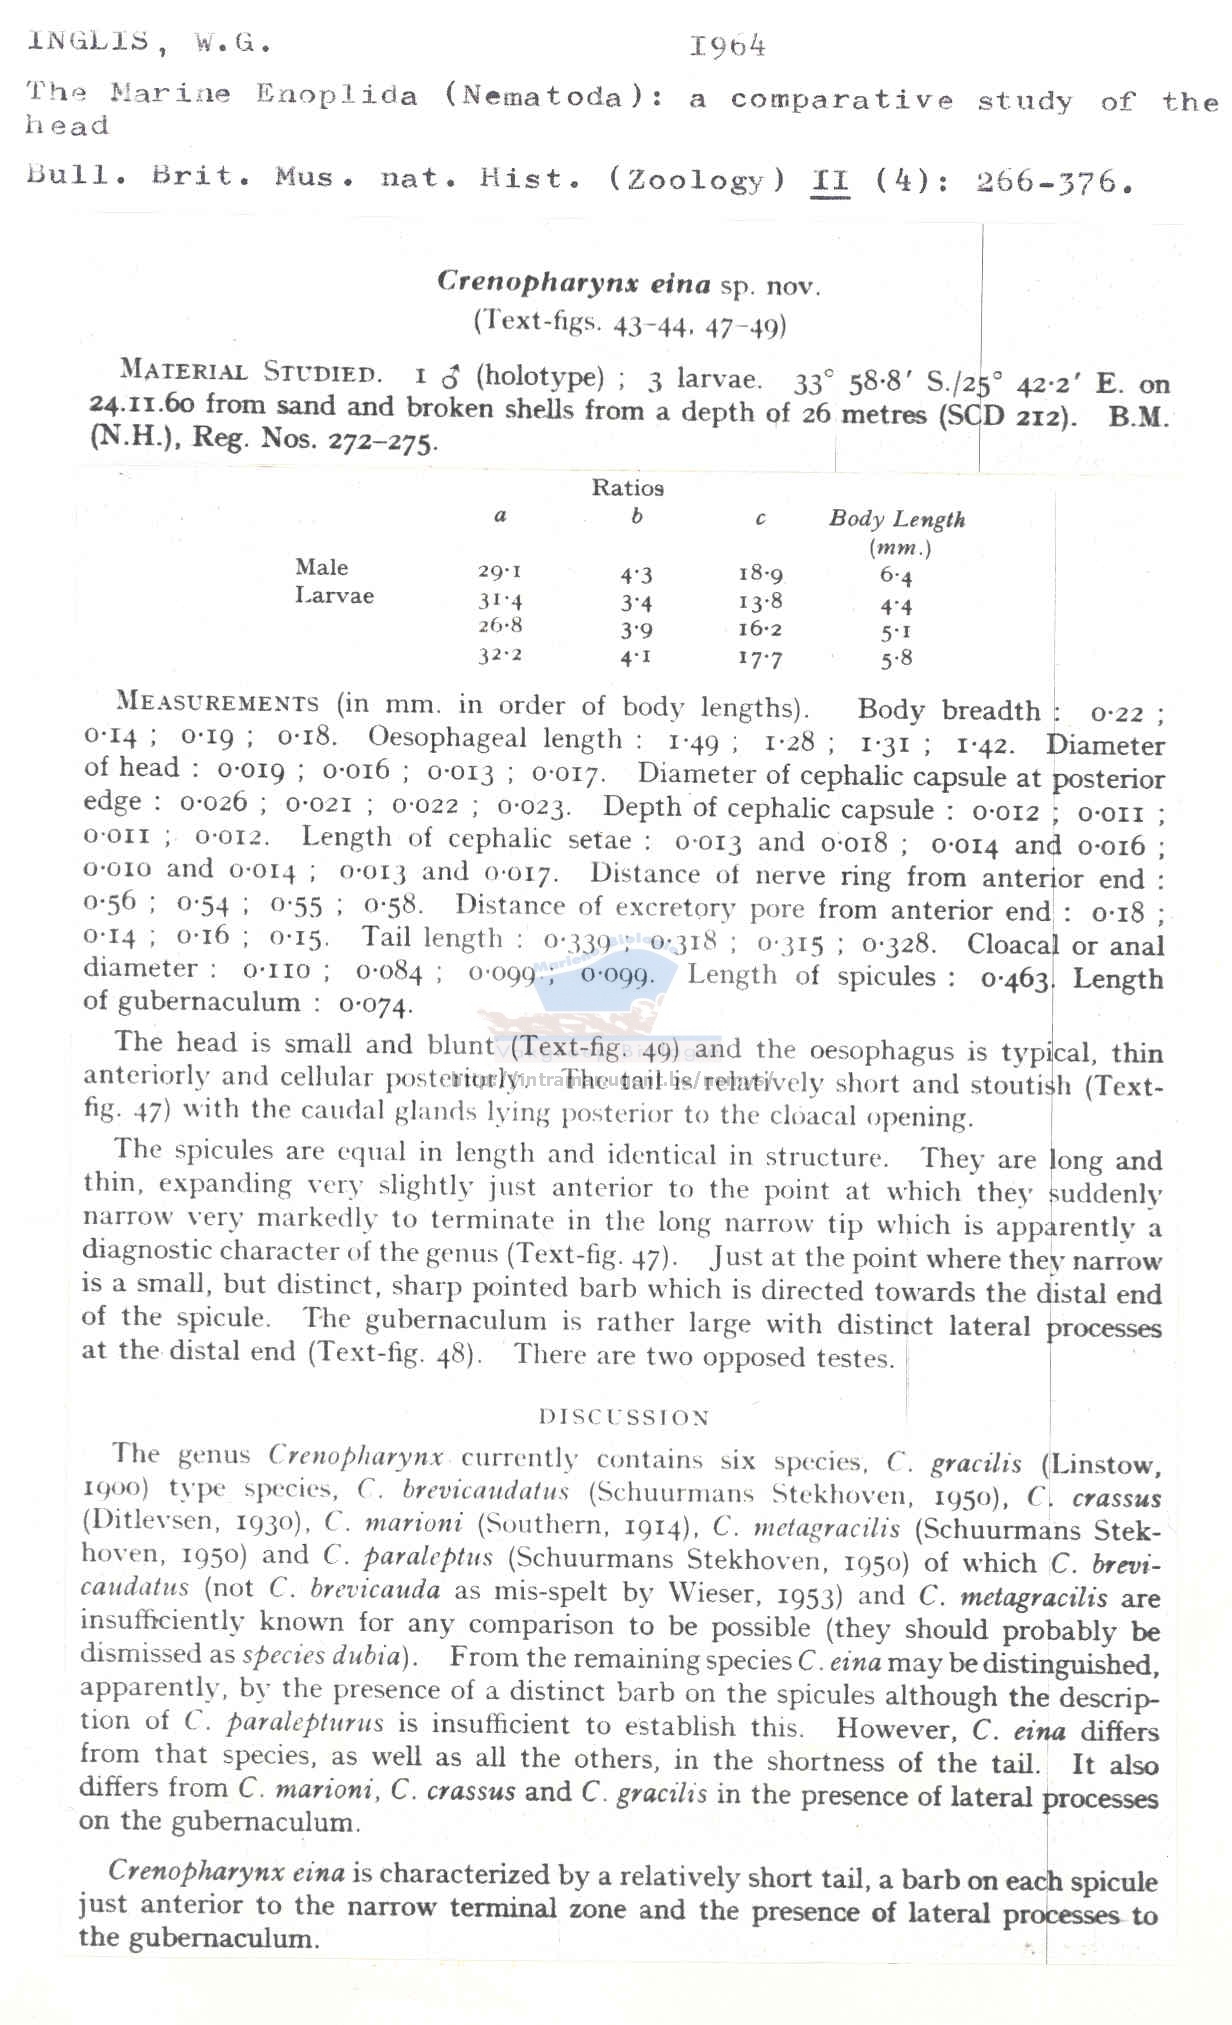 INGLIS, W.G. 1964
The Marine Enoplida (Nematoda): a comparative study of the
head
Bull. Brit. Mus. nat. Hist. (Zoology) II (4): 266-376.
Crenopharynx eina sp. nov.
(Text-figs. 43-44, 47-49)
MATERIAL STUDIED. 1 ♂ (holotype) ; 3 larvae. 33° 58·8′ S./25° 42·2′ E. on
24.11.60 from sand and broken shells from a depth of 26 metres (SCD 212). B.M.
(N.H.), Reg. Nos. 272–275.
Ratios
a b c Body Length
(mm.)
Male 29·1 4·3 18·9 6·4
Larvae 31·4 3·4 13·8 4·4
26·8 3·9 16·2 5·1
32·2 4·1 17·7 5·8
MEASUREMENTS (in mm. in order of body lengths). Body breadth : 0·22 ;
0·14 ; 0·19 ; 0·18. Oesophageal length : 1·49 ; 1·28 ; 1·31 ; 1·42. Diameter
of head : 0·019 ; 0·016 ; 0·013 ; 0·017. Diameter of cephalic capsule at posterior
edge : 0·026 ; 0·021 ; 0·022 ; 0·023. Depth of cephalic capsule : 0·012 ; 0·011 ;
0·011 ; 0·012. Length of cephalic setae : 0·013 and 0·018 ; 0·014 and 0·016 ;
0·010 and 0·014 ; 0·013 and 0·017. Distance of nerve ring from anterior end :
0·56 ; 0·54 ; 0·55 ; 0·58. Distance of excretory pore from anterior end : 0·18 ;
0·14 ; 0·16 ; 0·15. Tail length : 0·339 ; 0·318 ; 0·315 ; 0·328. Cloacal or anal
diameter : 0·110 ; 0·084 ; 0·099 ; 0·099. Length of spicules : 0·463. Length
of gubernaculum : 0·074.
The head is small and blunt (Text-fig. 49) and the oesophagus is typical, thin
anteriorly and cellular posteriorly. The tail is relatively short and stoutish (Text-
fig. 47) with the caudal glands lying posterior to the cloacal opening.
The spicules are equal in length and identical in structure. They are long and
thin, expanding very slightly just anterior to the point at which they suddenly
narrow very markedly to terminate in the long narrow tip which is apparently a
diagnostic character of the genus (Text-fig. 47). Just at the point where they narrow
is a small, but distinct, sharp pointed barb which is directed towards the distal end
of the spicule. The gubernaculum is rather large with distinct lateral processes
at the distal end (Text-fig. 48). There are two opposed testes.
DISCUSSION
The genus Crenopharynx currently contains six species, C. gracilis (Linstow,
1900) type species, C. brevicaudatus (Schuurmans Stekhoven, 1950), C. crassus
(Ditlevsen, 1930), C. marioni (Southern, 1914), C. metagracilis (Schuurmans Stek-
hoven, 1950) and C. paraleptus (Schuurmans Stekhoven, 1950) of which C. brevi-
caudatus (not C. brevicauda as mis-spelt by Wieser, 1953) and C. metagracilis are
insufficiently known for any comparison to be possible (they should probably be
dismissed as species dubia). From the remaining species C. eina may be distinguished,
apparently, by the presence of a distinct barb on the spicules although the descrip-
tion of C. paralepturus is insufficient to establish this. However, C. eina differs
from that species, as well as all the others, in the shortness of the tail. It also
differs from C. marioni, C. crassus and C. gracilis in the presence of lateral processes
on the gubernaculum.
Crenopharynx eina is characterized by a relatively short tail, a barb on each spicule
just anterior to the narrow terminal zone and the presence of lateral processes to
the gubernaculum.